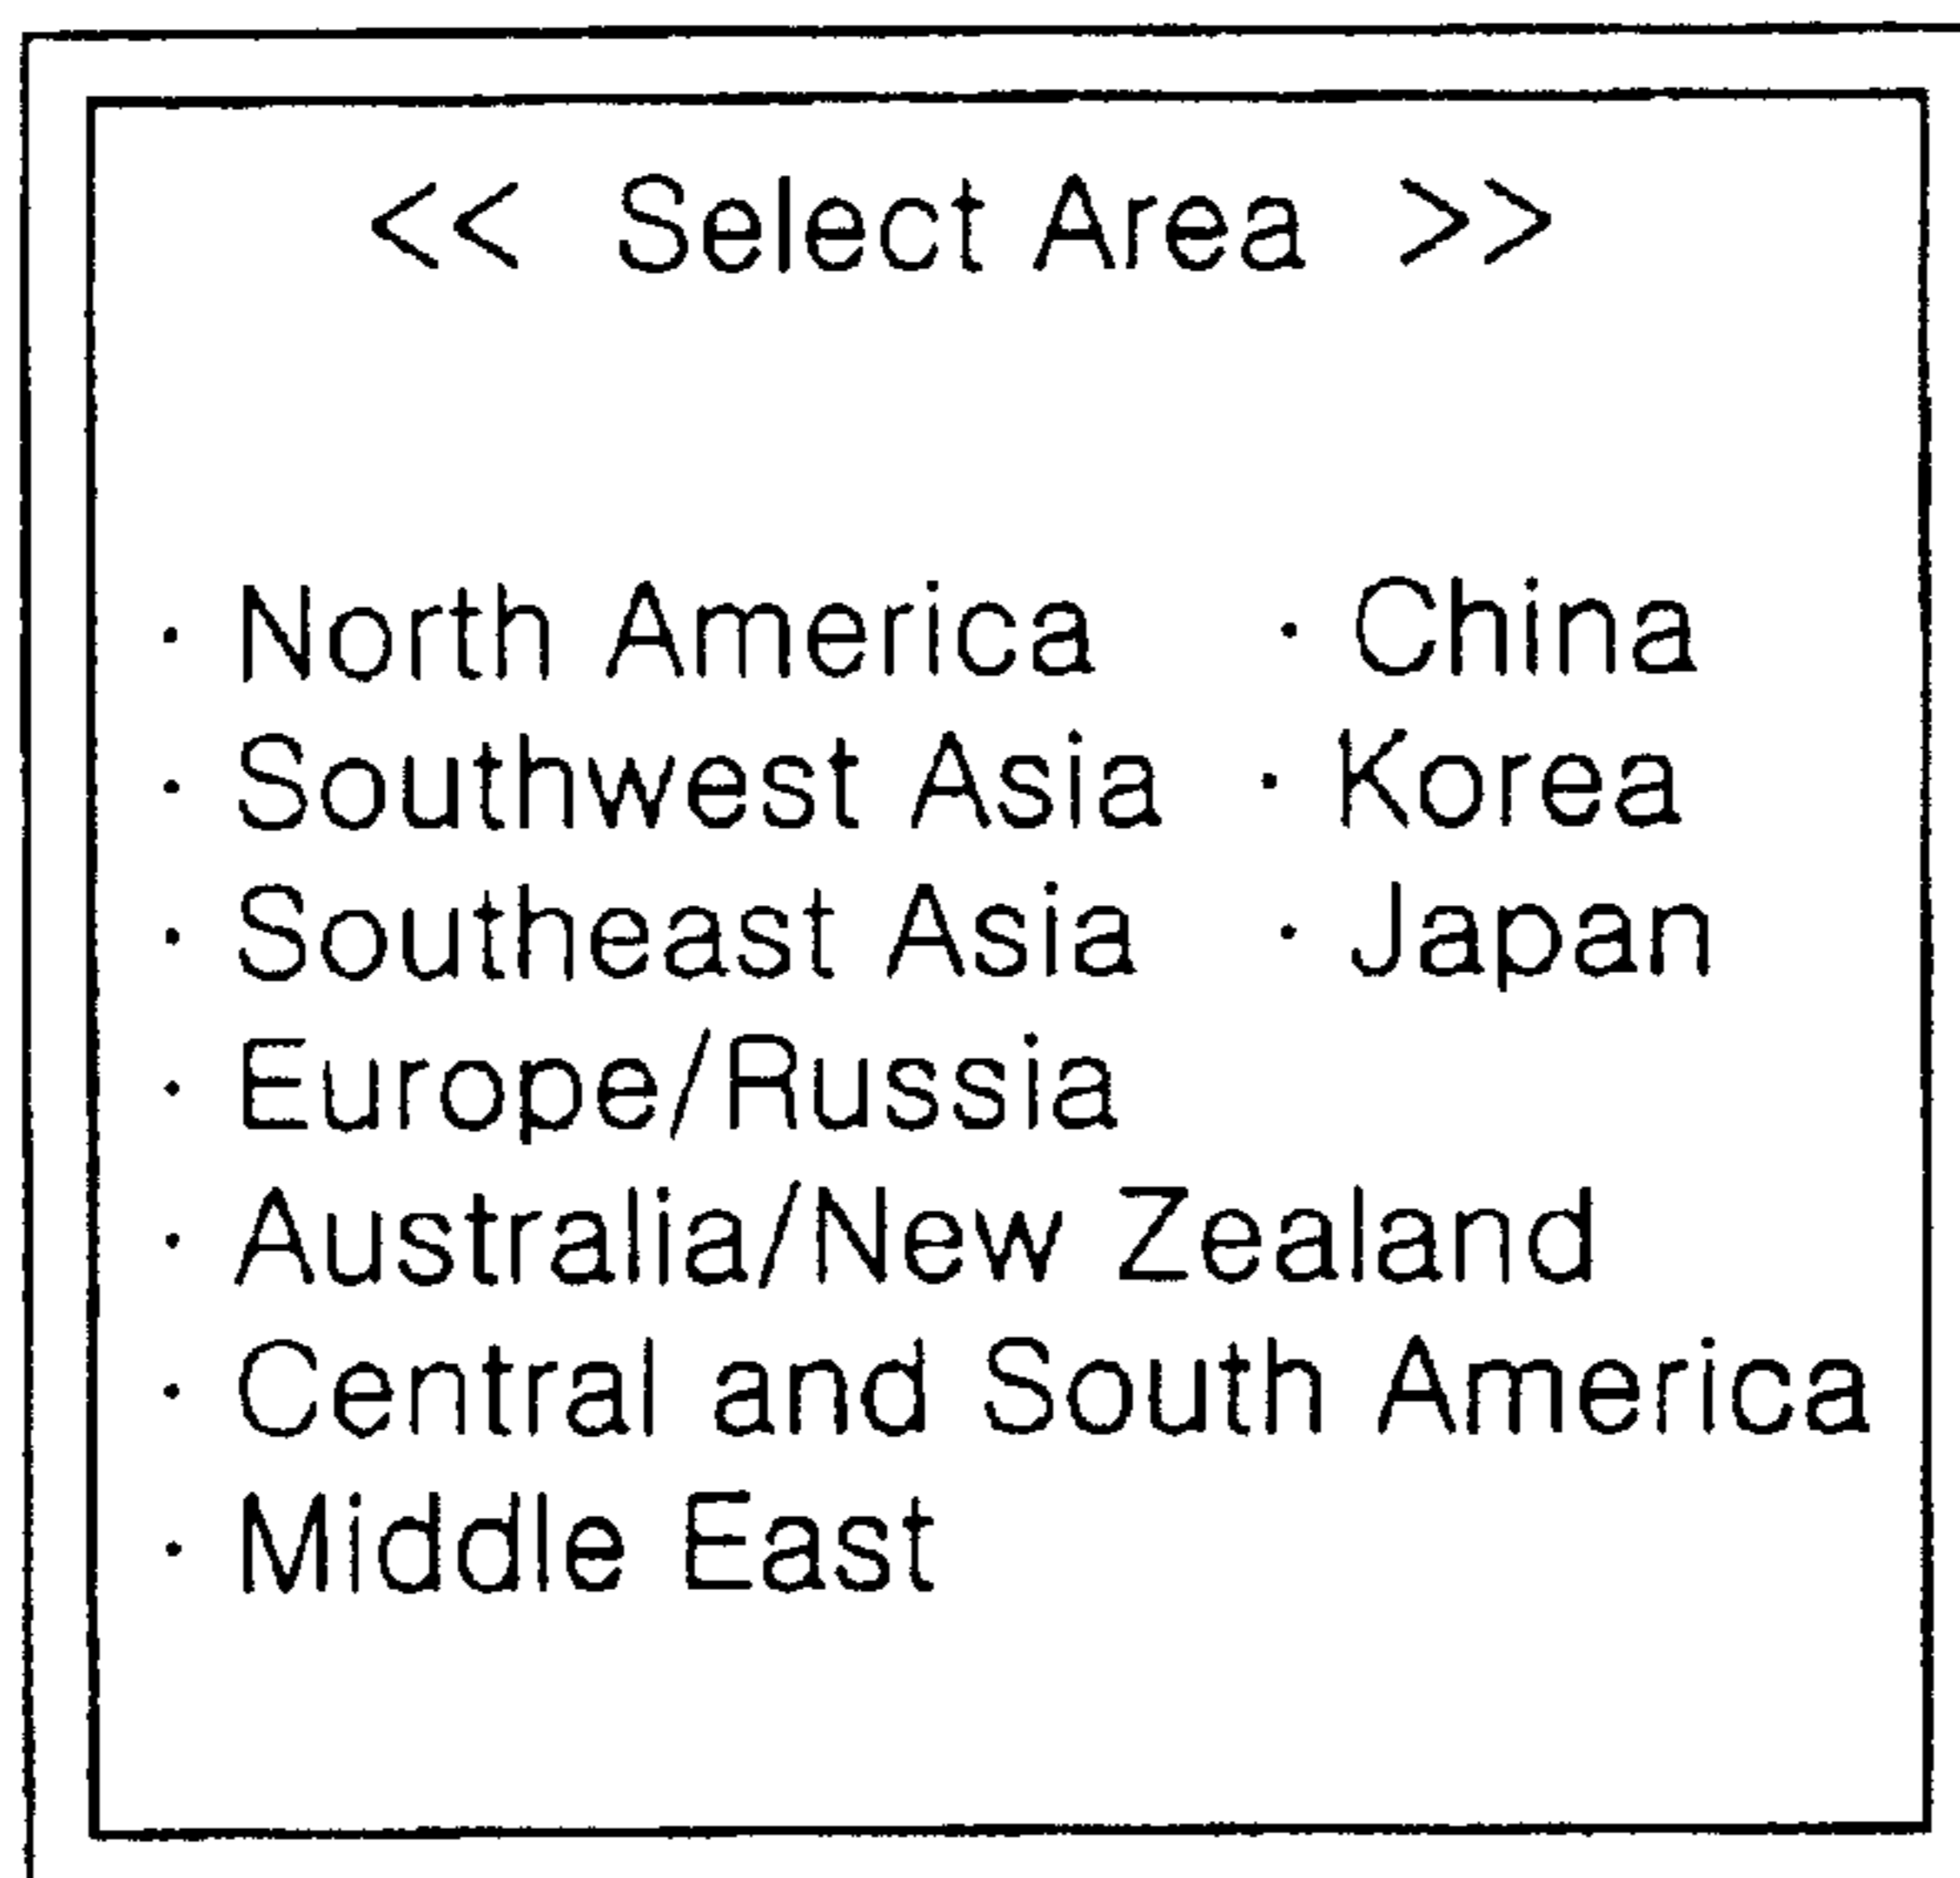 << Select Area >>
· North America · China
· Southwest Asia · Korea
· Southeast Asia · Japan
· Europe/Russia
· Australia/New Zealand
· Central and South America
· Middle East